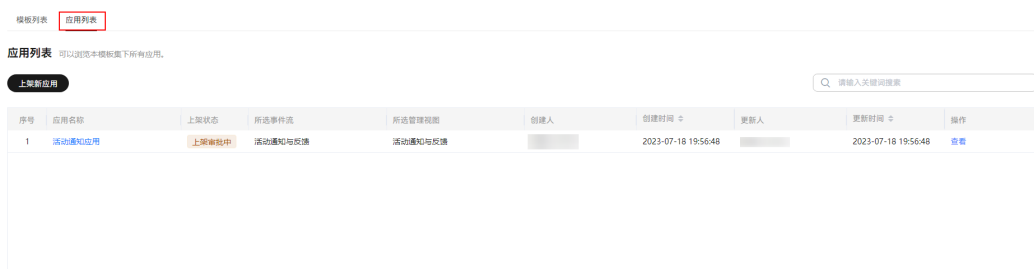 模板列表 应用列表
应用列表 可以浏览本模板集下所有应用。
上架新应用 请输入关键词搜索
序号 应用名称 上架状态 所选事件流 所选管理视图 创建人 创建时间 更新人 更新时间 操作
1 活动通知应用 上架审批中 活动通知与反馈 活动通知与反馈 2023-07-18 19:56:48 2023-07-18 19:56:48 查看